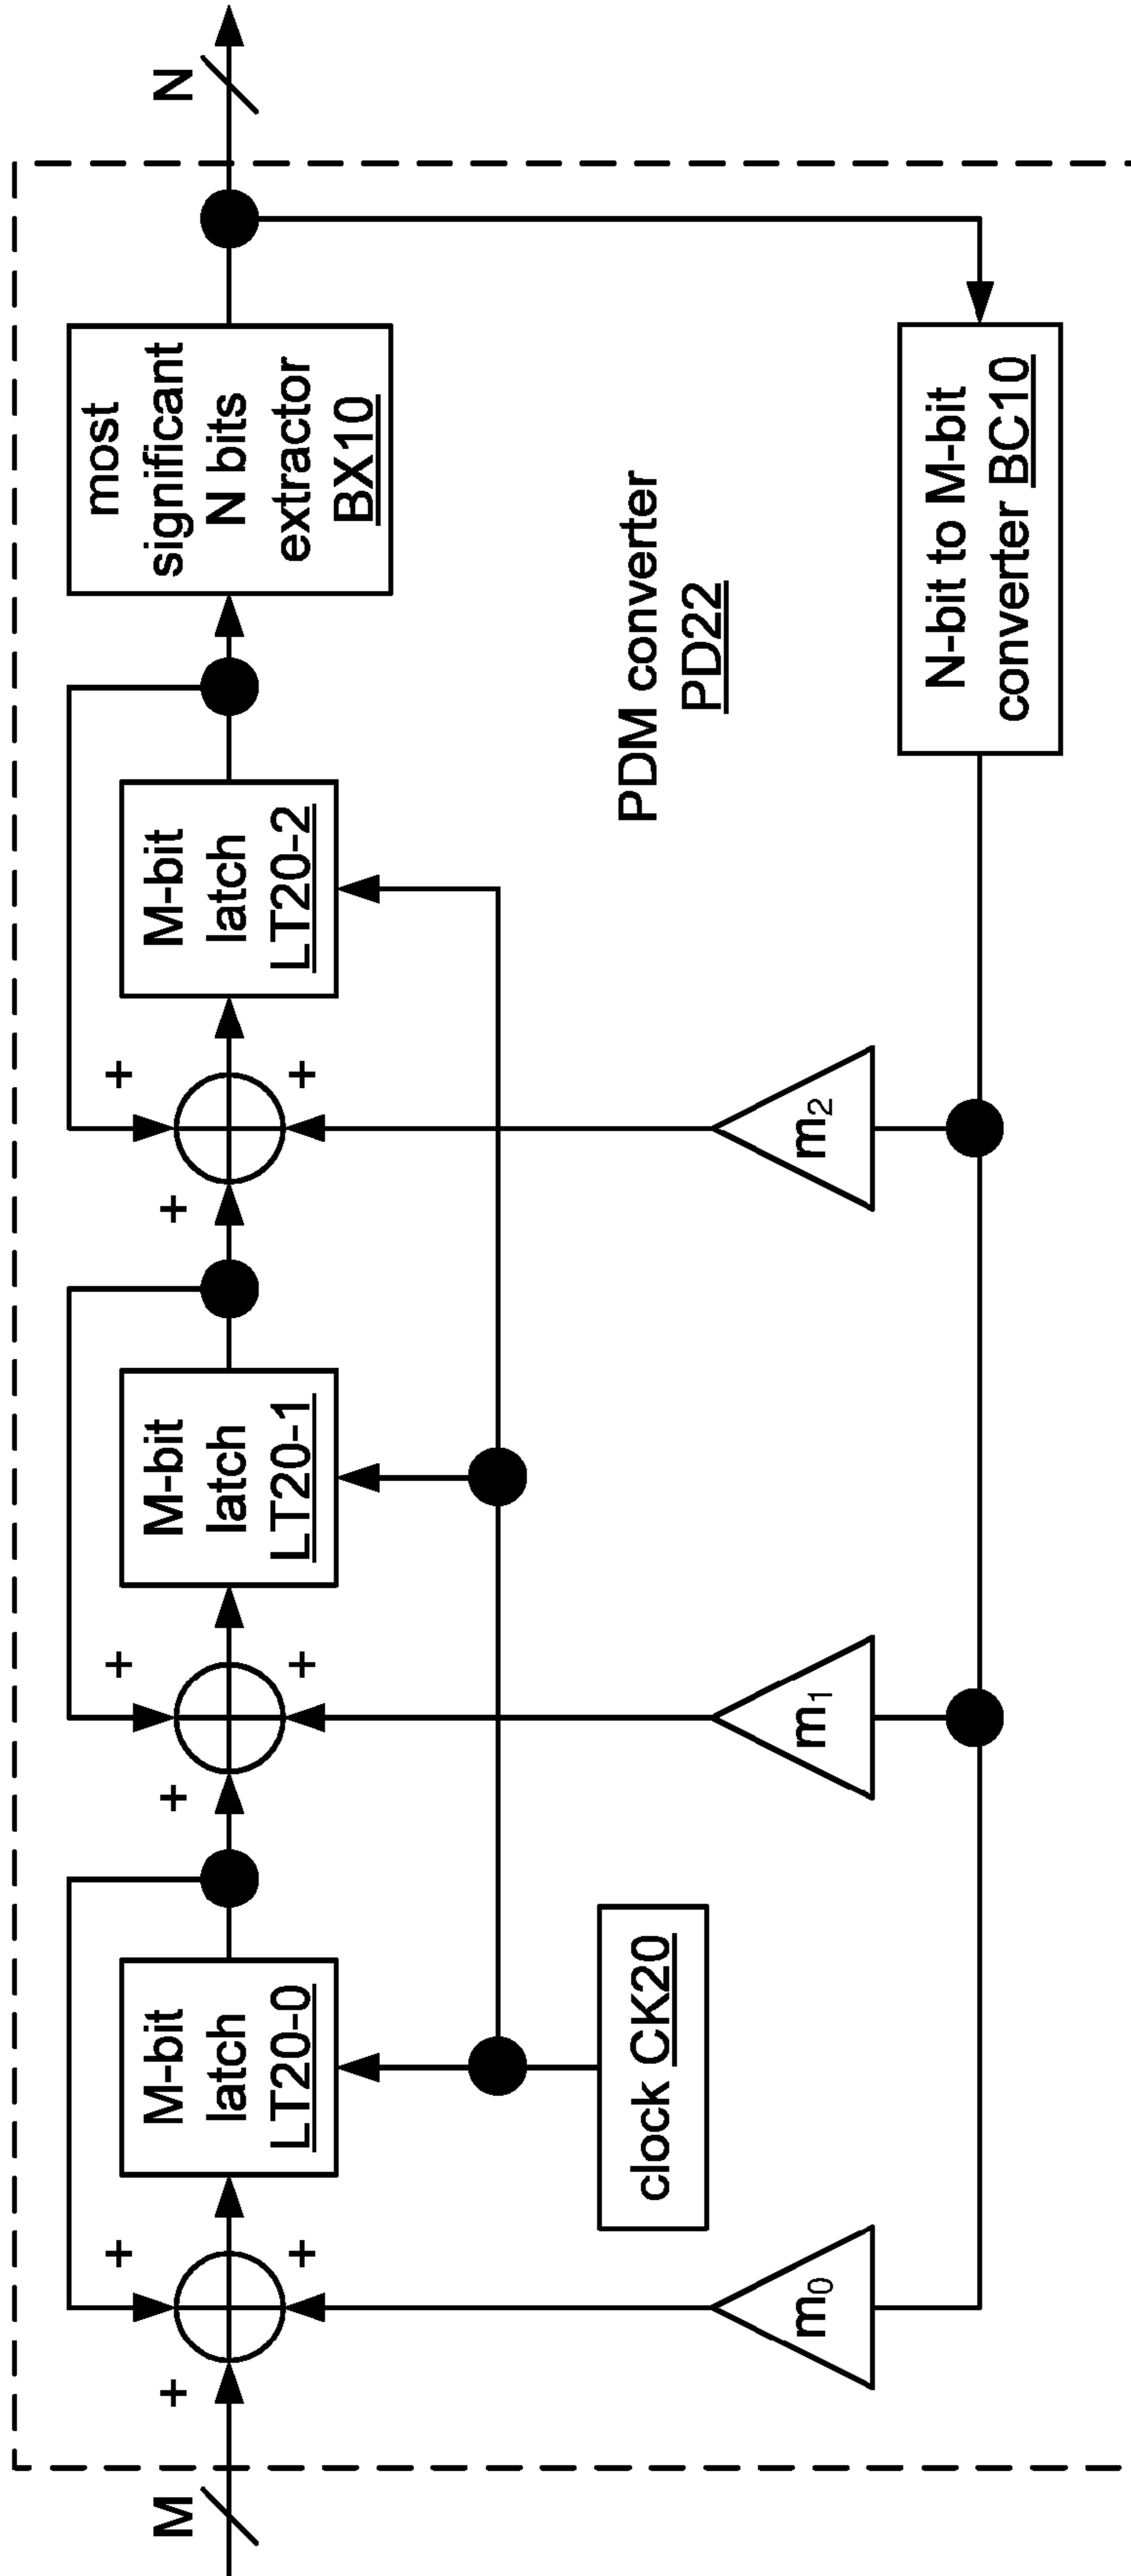 M
+
+
+
m₀
M-bit
latch
LT20-0
clock CK20
+
+
+
m₁
M-bit
latch
LT20-1
+
+
+
m₂
M-bit
latch
LT20-2
most
significant
N bits
extractor
BX10
PDM converter
PD22
N-bit to M-bit
converter BC10
N